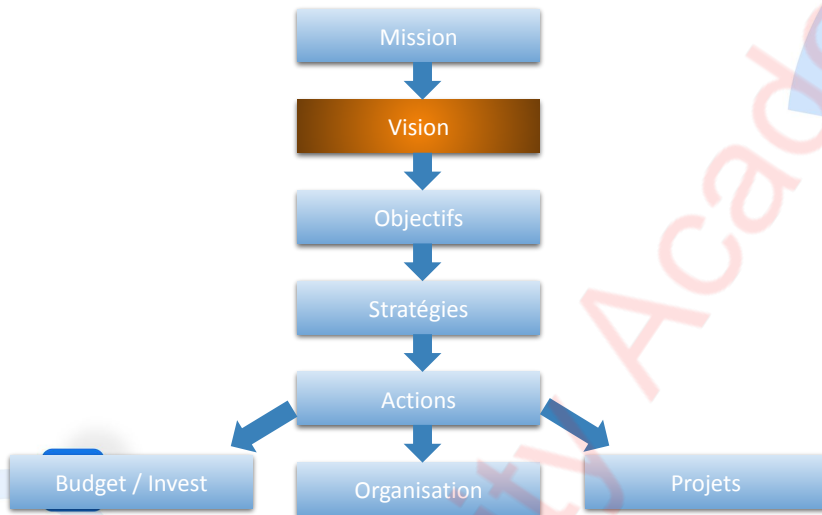 Mission
Vision
Objectifs
Stratégies
Actions
Budget / Invest
Organisation
Projets